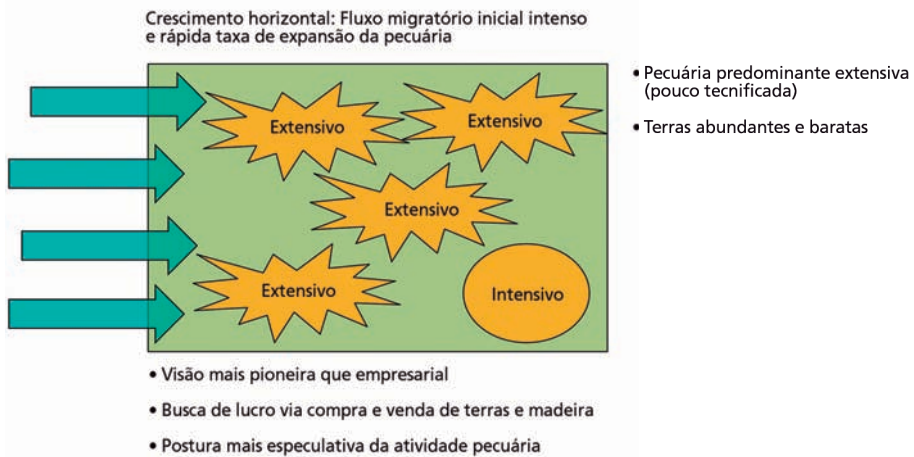 Crescimento horizontal: Fluxo migratório inicial intenso
e rápida taxa de expansão da pecuária
• Pecuária predominante extensiva
(pouco tecnificada)
• Terras abundantes e baratas
Extensivo
Extensivo
Extensivo
Extensivo
Intensivo
• Visão mais pioneira que empresarial
• Busca de lucro via compra e venda de terras e madeira
• Postura mais especulativa da atividade pecuária